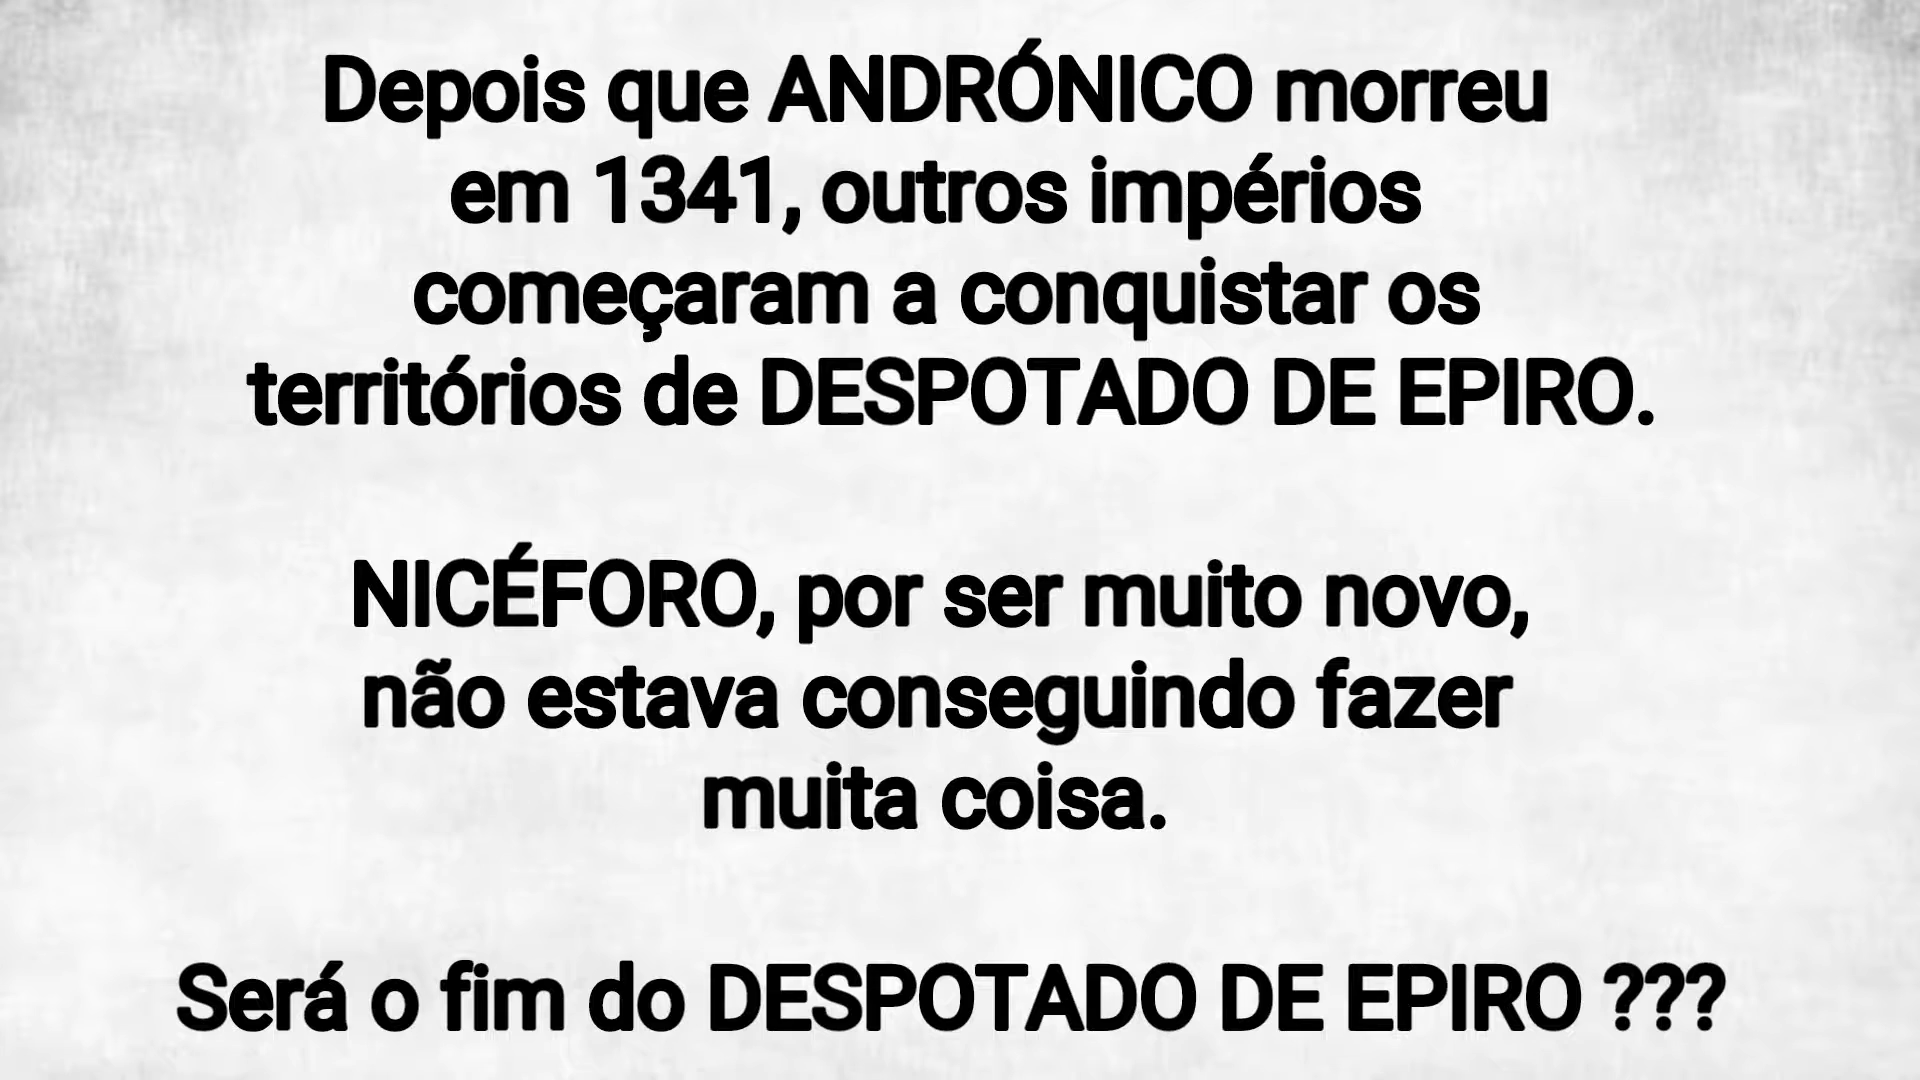 Depois que ANDRÓNICO morreu
em 1341, outros impérios
começaram a conquistar os
territórios de DESPOTADO DE EPIRO.
NICÉFORO, por ser muito novo,
não estava conseguindo fazer
muita coisa.
Será o fim do DESPOTADO DE EPIRO ???